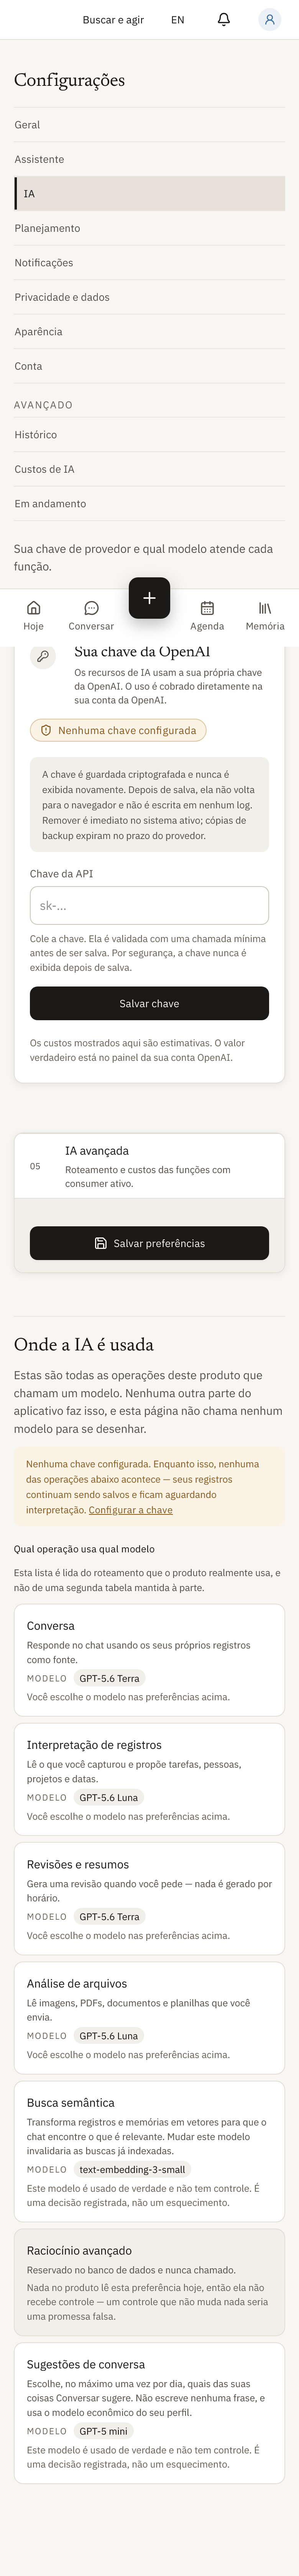 Buscar e agir
EN
Configurações
Geral
Assistente
IA
Planejamento
Notificações
Privacidade e dados
Aparência
Conta
AVANÇADO
Histórico
Custos de IA
Em andamento
Sua chave de provedor e qual modelo atende cada
função.
Hoje
Conversar
Agenda
Memória
Sua chave da OpenAI
Os recursos de IA usam a sua própria chave
da OpenAI. O uso é cobrado diretamente na
sua conta da OpenAI.
Nenhuma chave configurada
A chave é guardada criptografada e nunca é
exibida novamente. Depois de salva, ela não volta
para o navegador e não é escrita em nenhum log.
Remover é imediato no sistema ativo; cópias de
backup expiram no prazo do provedor.
Chave da API
sk-...
Cole a chave. Ela é validada com uma chamada mínima
antes de ser salva. Por segurança, a chave nunca é
exibida depois de salva.
Salvar chave
Os custos mostrados aqui são estimativas. O valor
verdadeiro está no painel da sua conta OpenAI.
05
IA avançada
Roteamento e custos das funções com
consumer ativo.
Salvar preferências
Onde a IA é usada
Estas são todas as operações deste produto que
chamam um modelo. Nenhuma outra parte do
aplicativo faz isso, e esta página não chama nenhum
modelo para se desenhar.
Nenhuma chave configurada. Enquanto isso, nenhuma
das operações abaixo acontece — seus registros
continuam sendo salvos e ficam aguardando
interpretação. Configurar a chave
Qual operação usa qual modelo
Esta lista é lida do roteamento que o produto realmente usa, e
não de uma segunda tabela mantida à parte.
Conversa
Responde no chat usando os seus próprios registros
como fonte.
MODELO GPT-5.6 Terra
Você escolhe o modelo nas preferências acima.
Interpretação de registros
Lê o que você capturou e propõe tarefas, pessoas,
projetos e datas.
MODELO GPT-5.6 Luna
Você escolhe o modelo nas preferências acima.
Revisões e resumos
Gera uma revisão quando você pede — nada é gerado por
horário.
MODELO GPT-5.6 Terra
Você escolhe o modelo nas preferências acima.
Análise de arquivos
Lê imagens, PDFs, documentos e planilhas que você
envia.
MODELO GPT-5.6 Luna
Você escolhe o modelo nas preferências acima.
Busca semântica
Transforma registros e memórias em vetores para que o
chat encontre o que é relevante. Mudar este modelo
invalidaria as buscas já indexadas.
MODELO text-embedding-3-small
Este modelo é usado de verdade e não tem controle. É
uma decisão registrada, não um esquecimento.
Raciocínio avançado
Reservado no banco de dados e nunca chamado.
Nada no produto lê esta preferência hoje, então ela não
recebe controle — um controle que não muda nada seria
uma promessa falsa.
Sugestões de conversa
Escolhe, no máximo uma vez por dia, quais das suas
coisas Conversar sugere. Não escreve nenhuma frase, e
usa o modelo econômico do seu perfil.
MODELO GPT-5 mini
Este modelo é usado de verdade e não tem controle. É
uma decisão registrada, não um esquecimento.